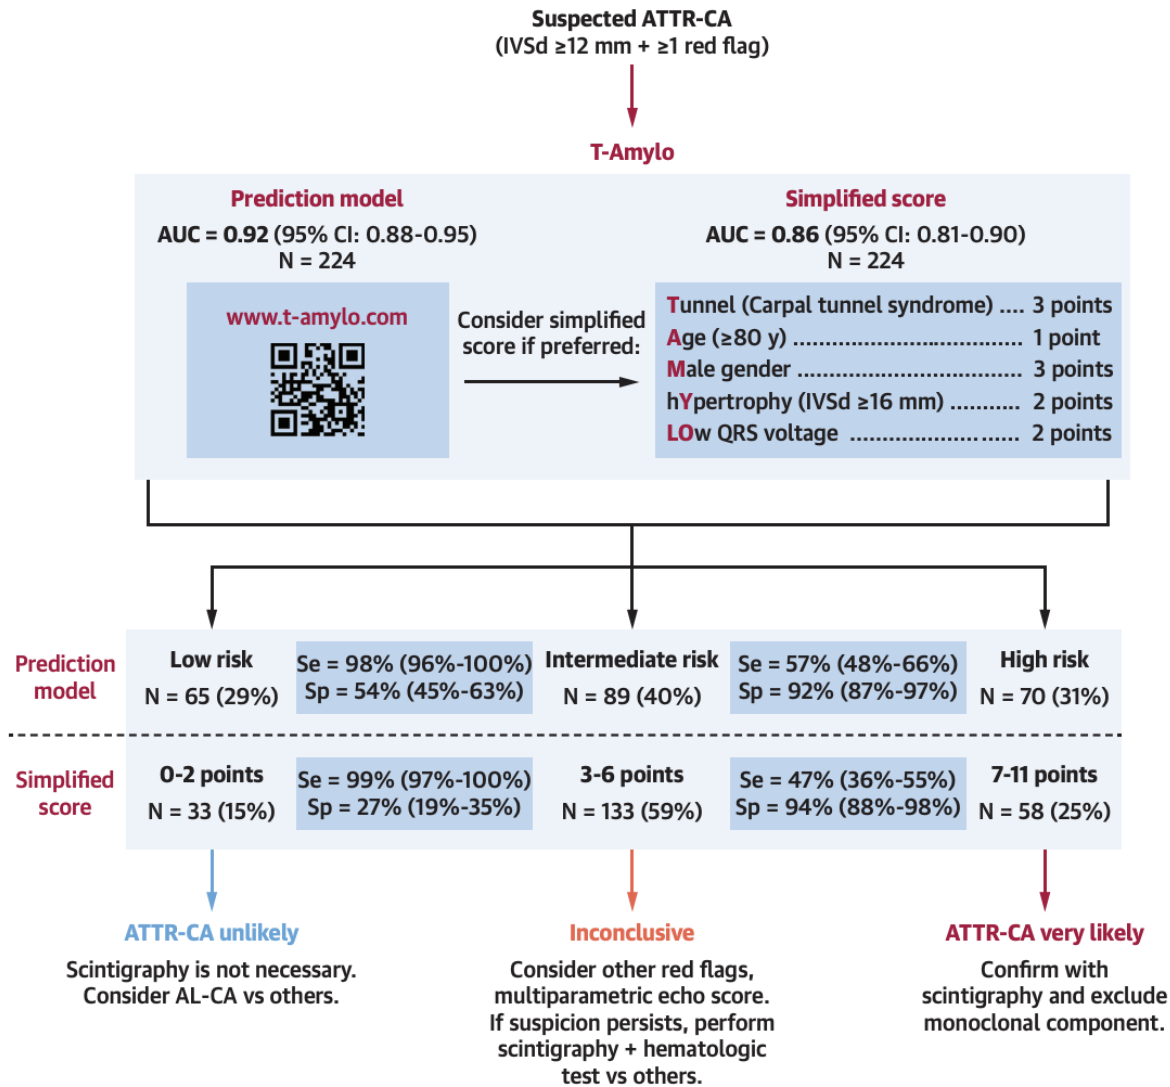 Suspected ATTR-CA
(IVSd ≥12 mm + ≥1 red flag)
T-Amylo
Prediction model
AUC = 0.92 (95% CI: 0.88-0.95)
N = 224
www.t-amylo.com
Consider simplified
score if preferred:
Simplified score
AUC = 0.86 (95% CI: 0.81-0.90)
N = 224
Tunnel (Carpal tunnel syndrome) .... 3 points
Age (≥80 y) .................................... 1 point
Male gender .................................... 3 points
hYpertrophy (IVSd ≥16 mm) ........... 2 points
LOw QRS voltage ........................... 2 points
Prediction
model
Low risk
N = 65 (29%)
Se = 98% (96%-100%)
Sp = 54% (45%-63%)
Intermediate risk
N = 89 (40%)
Se = 57% (48%-66%)
Sp = 92% (87%-97%)
High risk
N = 70 (31%)
Simplified
score
0-2 points
N = 33 (15%)
Se = 99% (97%-100%)
Sp = 27% (19%-35%)
3-6 points
N = 133 (59%)
Se = 47% (36%-55%)
Sp = 94% (88%-98%)
7-11 points
N = 58 (25%)
ATTR-CA unlikely
Scintigraphy is not necessary.
Consider AL-CA vs others.
Inconclusive
Consider other red flags,
multiparametric echo score.
If suspicion persists, perform
scintigraphy + hematologic
test vs others.
ATTR-CA very likely
Confirm with
scintigraphy and exclude
monoclonal component.